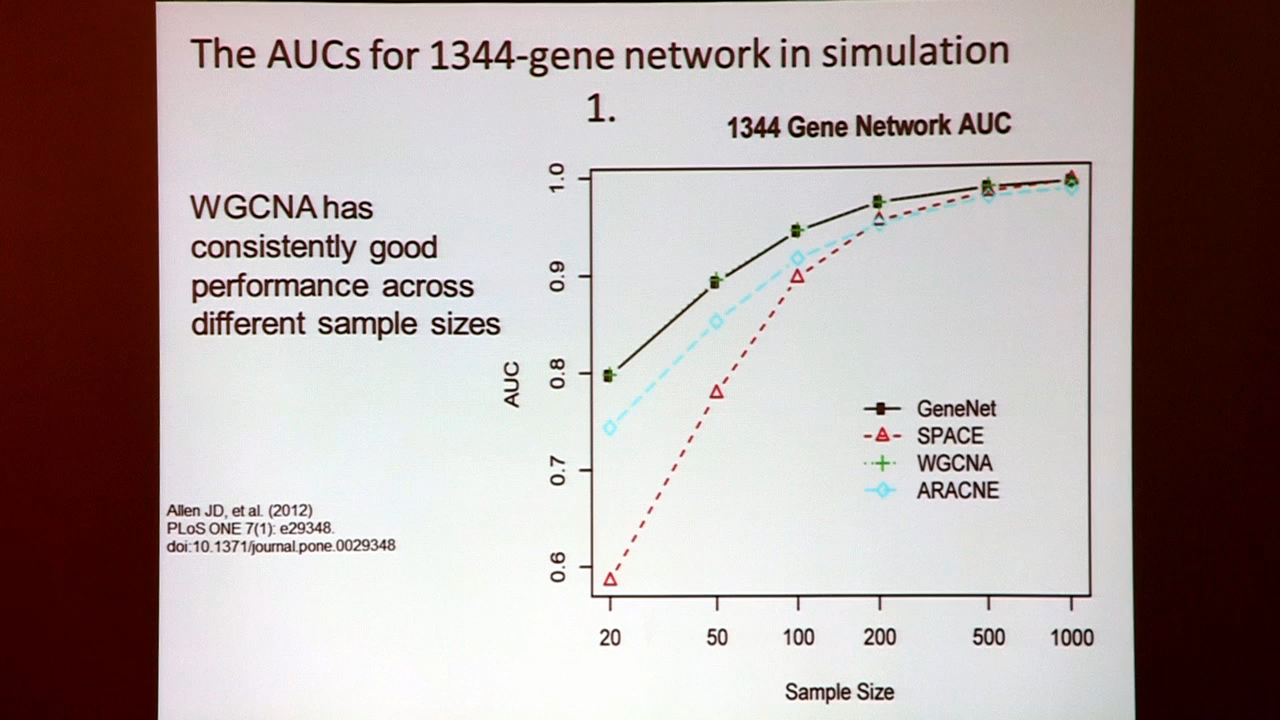 The AUCs for 1344-gene network in simulation
1.
WGCNA has
consistently good
performance across
different sample sizes
Allen JD, et al. (2012)
PLoS ONE 7(1): e29348.
doi:10.1371/journal.pone.0029348
1344 Gene Network AUC
AUC
1.0
0.9
0.8
0.7
0.6
GeneNet
SPACE
WGCNA
ARACNE
20 50 100 200 500 1000
Sample Size